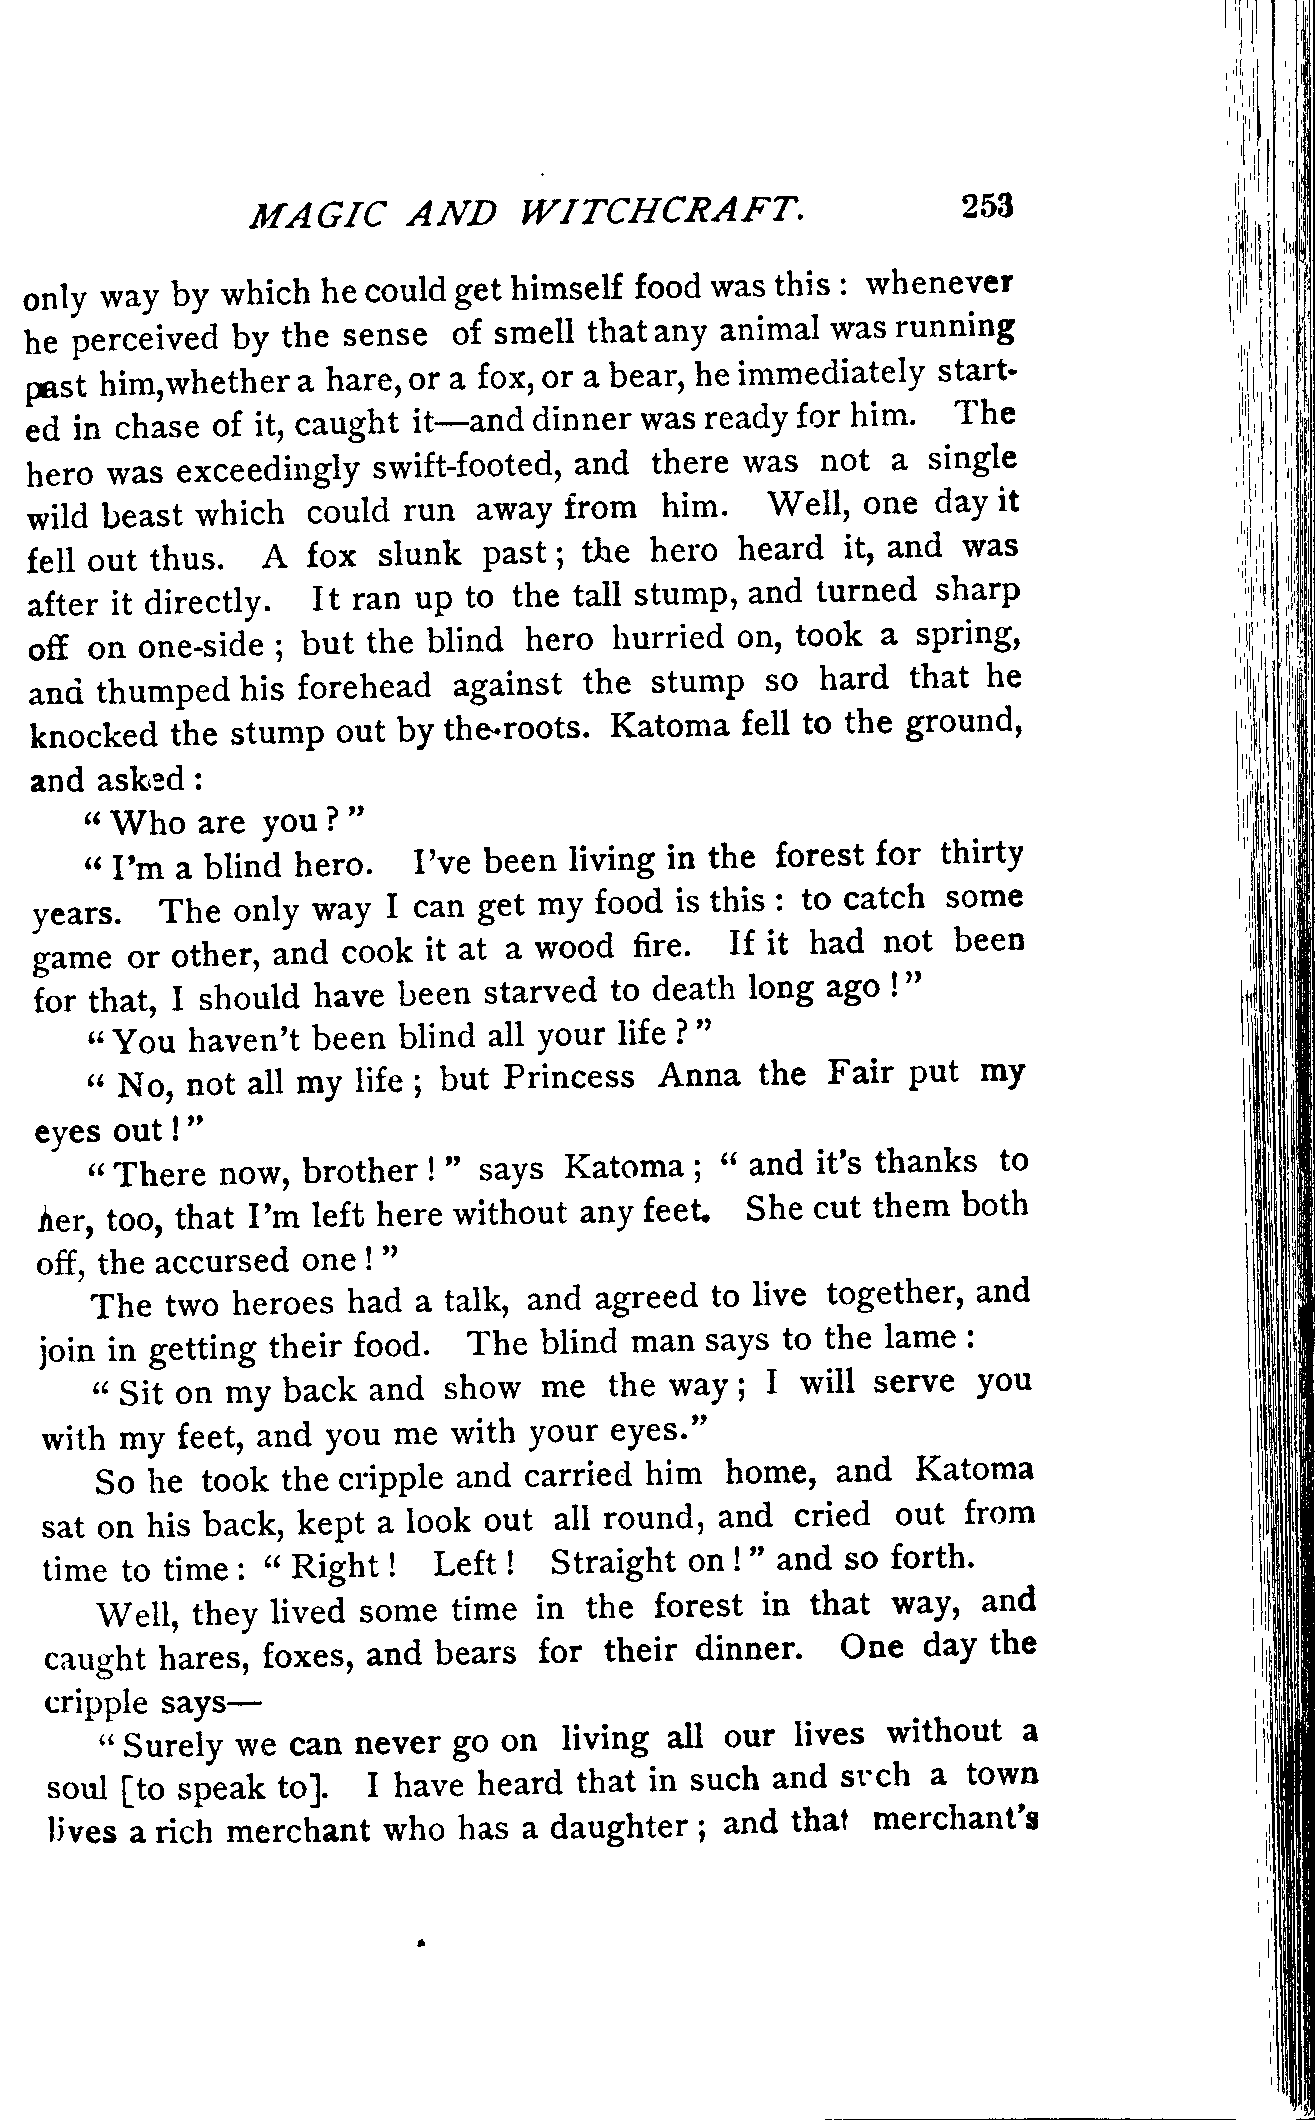 MAGIC AND WITCHCRAFT. 253
only way by which he could get himself food was this : whenever
he perceived by the sense of smell that any animal was running
past him, whether a hare, or a fox, or a bear, he immediately start-
ed in chase of it, caught it—and dinner was ready for him. The
hero was exceedingly swift-footed, and there was not a single
wild beast which could run away from him. Well, one day it
fell out thus. A fox slunk past ; the hero heard it, and was
after it directly. It ran up to the tall stump, and turned sharp
off on one-side ; but the blind hero hurried on, took a spring,
and thumped his forehead against the stump so hard that he
knocked the stump out by the roots. Katoma fell to the ground,
and asked :
“ Who are you ? ”
“ I'm a blind hero. I've been living in the forest for thirty
years. The only way I can get my food is this : to catch some
game or other, and cook it at a wood fire. If it had not been
for that, I should have been starved to death long ago ! ”
“ You haven't been blind all your life ? ”
“ No, not all my life ; but Princess Anna the Fair put my
eyes out ! ”
“ There now, brother ! ” says Katoma ; “ and it's thanks to
her, too, that I'm left here without any feet. She cut them both
off, the accursed one ! ”
The two heroes had a talk, and agreed to live together, and
join in getting their food. The blind man says to the lame :
“ Sit on my back and show me the way ; I will serve you
with my feet, and you me with your eyes.”
So he took the cripple and carried him home, and Katoma
sat on his back, kept a look out all round, and cried out from
time to time : “ Right ! Left ! Straight on ! ” and so forth.
Well, they lived some time in the forest in that way, and
caught hares, foxes, and bears for their dinner. One day the
cripple says—
“ Surely we can never go on living all our lives without a
soul [to speak to]. I have heard that in such and such a town
lives a rich merchant who has a daughter ; and that merchant's